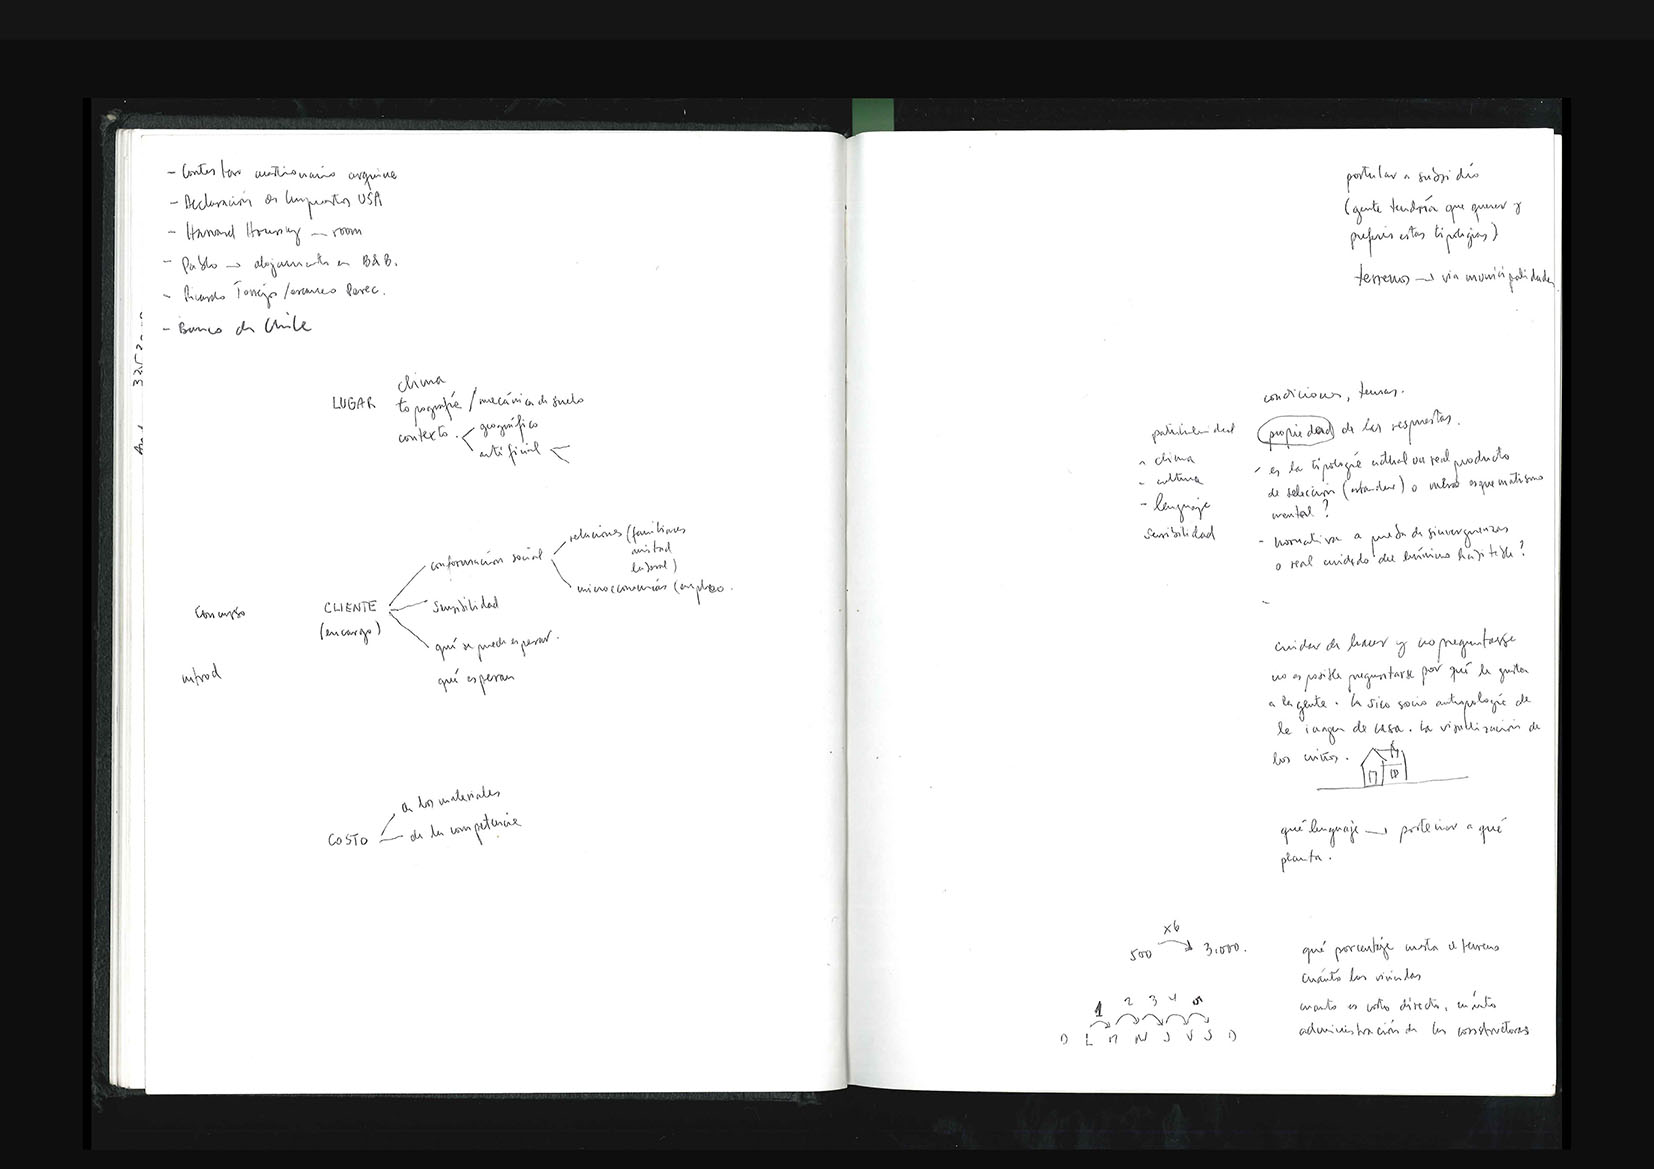 - Contestar cuestionario arquine
- Declaración de Impuestos USA
- Harvard Housing — room
- Pablo → alojamiento en B&B.
- Ricardo Torrejón / Perec.
- Banco de Chile
LUGAR
clima
topografía / mecánica de suelo
contexto
geográfico
artificial
Concurso
introd
CLIENTE
(encargo)
conformación social
relaciones (familiares
amistad
laboral)
microeconomías (empleo.
sensibilidad
qué se puede esperar.
qué esperan
COSTO
de los materiales
de la competencia
postular a subsidio
(gente tendría que querer y
preferir estas tipologías)
terrenos → via municipalidades
condiciones, temas.
particularidad
- clima
- cultura
- lenguaje
sensibilidad
propiedad de las respuestas.
- es la tipología actual un real producto
de selección (estándar) o mero esquematismo
mental?
- normativa a prueba de sinvergüenzas
o real cuidado del mínimo habitable?
-
cuidar de hacer y no preguntarse
no es posible preguntarse por qué le gusta
a la gente. la sico socio antropología de
la imagen de casa. la visualización de
los niños.
qué lenguaje → posterior a qué
planta.
x6
500 → 3.000.
1 2 3 4 5
D L M M J V S D
qué porcentaje cuesta el terreno
cuánto las viviendas
cuanto es costo directo, cuánto
administración de las constructoras